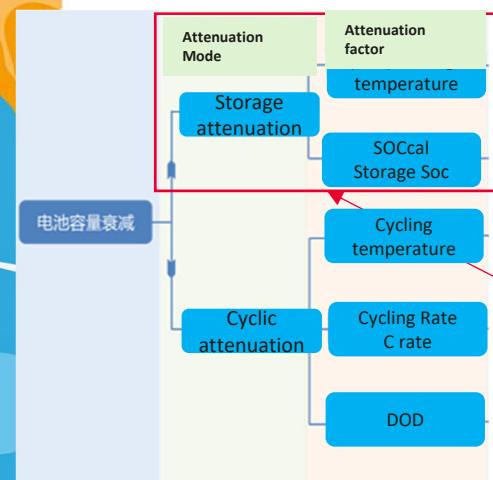 Attenuation
Mode
Attenuation
factor
temperature
Storage
attenuation
SOCcal
Storage Soc
电池容量衰减
Cycling
temperature
Cyclic
attenuation
Cycling Rate
C rate
DOD